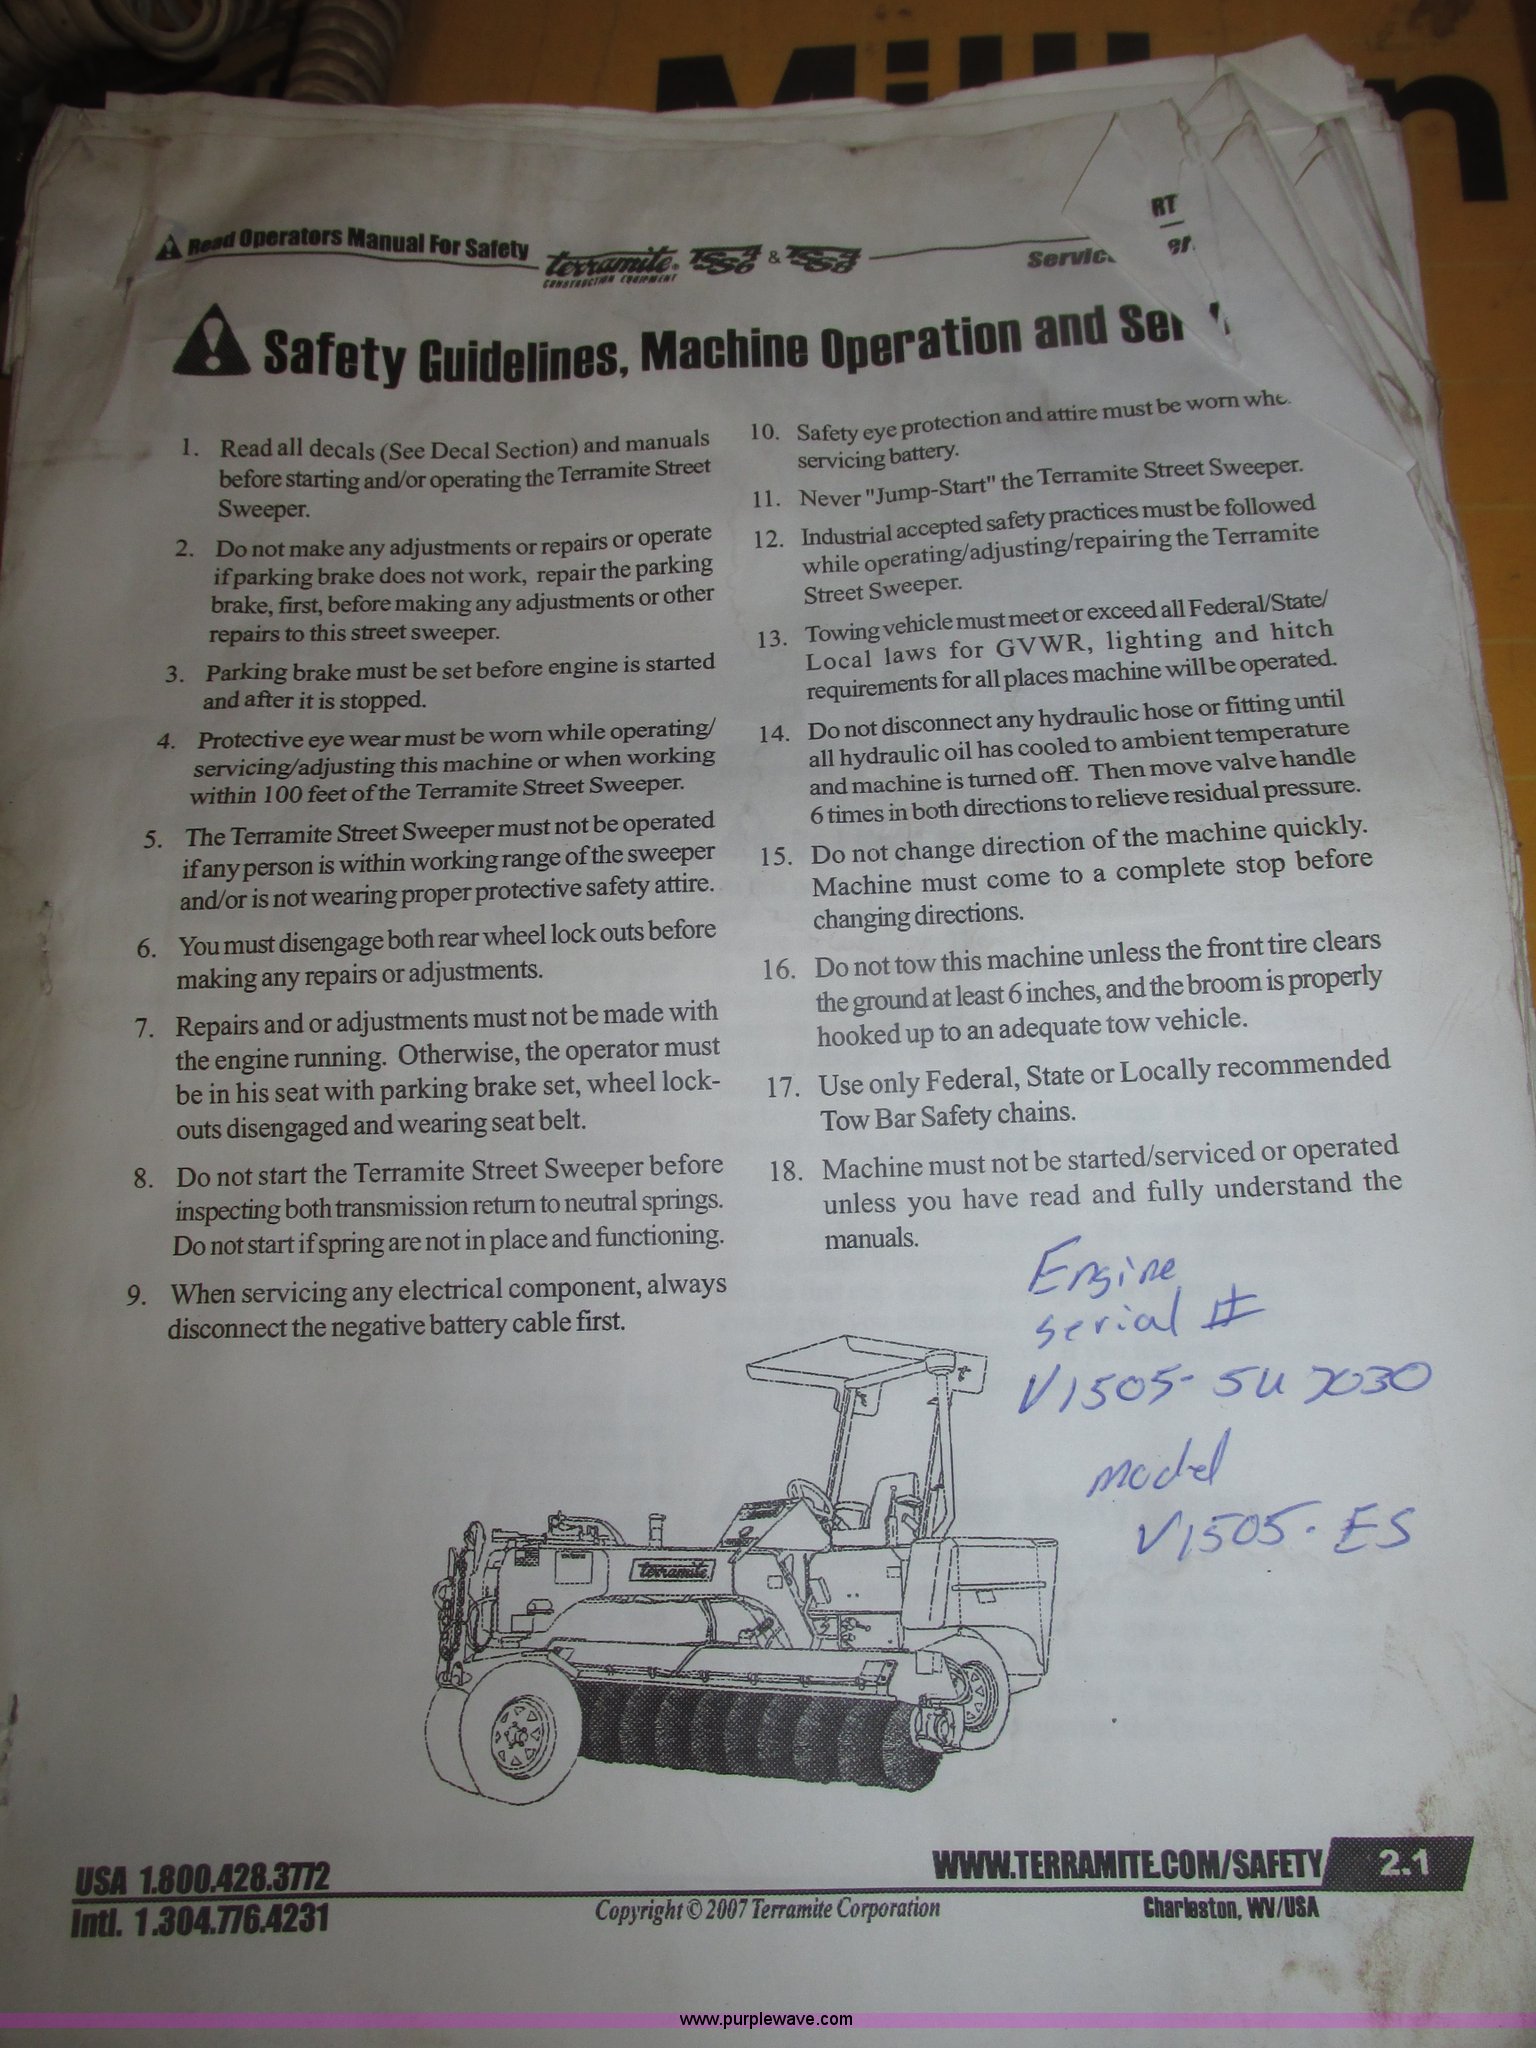 Read Operators Manual For Safety
terramite
CONSTRUCTION EQUIPMENT
&
RT
Safety Guidelines, Machine Operation and
1. Read all decals (See Decal Section) and manuals
before starting and/or operating the Terramite Street
Sweeper.
2. Do not make any adjustments or repairs or operate
if parking brake does not work, repair the parking
brake, first, before making any adjustments or other
repairs to this street sweeper.
3. Parking brake must be set before engine is started
and after it is stopped.
4. Protective eye wear must be worn while operating/
servicing/adjusting this machine or when working
within 100 feet of the Terramite Street Sweeper.
5. The Terramite Street Sweeper must not be operated
if any person is within working range of the sweeper
and/or is not wearing proper protective safety attire.
6. You must disengage both rear wheel lock outs before
making any repairs or adjustments.
7. Repairs and or adjustments must not be made with
the engine running. Otherwise, the operator must
be in his seat with parking brake set, wheel lock-
outs disengaged and wearing seat belt.
8. Do not start the Terramite Street Sweeper before
inspecting both transmission return to neutral springs.
Do not start if spring are not in place and functioning.
9. When servicing any electrical component, always
disconnect the negative battery cable first.
10. Safety eye protection and attire must be worn
servicing battery.
11. Never "Jump-Start" the Terramite Street Sweeper.
12. Industrial accepted safety practices must be followed
while operating/adjusting/repairing the Terramite
Street Sweeper.
13. Towing vehicle must meet or exceed all Federal/State/
Local laws for GVWR, lighting and hitch
requirements for all places machine will be operated.
14. Do not disconnect any hydraulic hose or fitting until
all hydraulic oil has cooled to ambient temperature
and machine is turned off. Then move valve handle
6 times in both directions to relieve residual pressure.
15. Do not change direction of the machine quickly.
Machine must come to a complete stop before
changing directions.
16. Do not tow this machine unless the front tire clears
the ground at least 6 inches, and the broom is properly
hooked up to an adequate tow vehicle.
17. Use only Federal, State or Locally recommended
Tow Bar Safety chains.
18. Machine must not be started/serviced or operated
unless you have read and fully understand the
manuals.
Engine
serial #
model
V1505-ES
terramite
USA 1.800.428.3772
Intl. 1.304.776.4231
Copyright © 2007 Terramite Corporation
WWW.TERRAMITE.COM/SAFETY
2.1
Charleston, WV/USA
www.purplewave.com